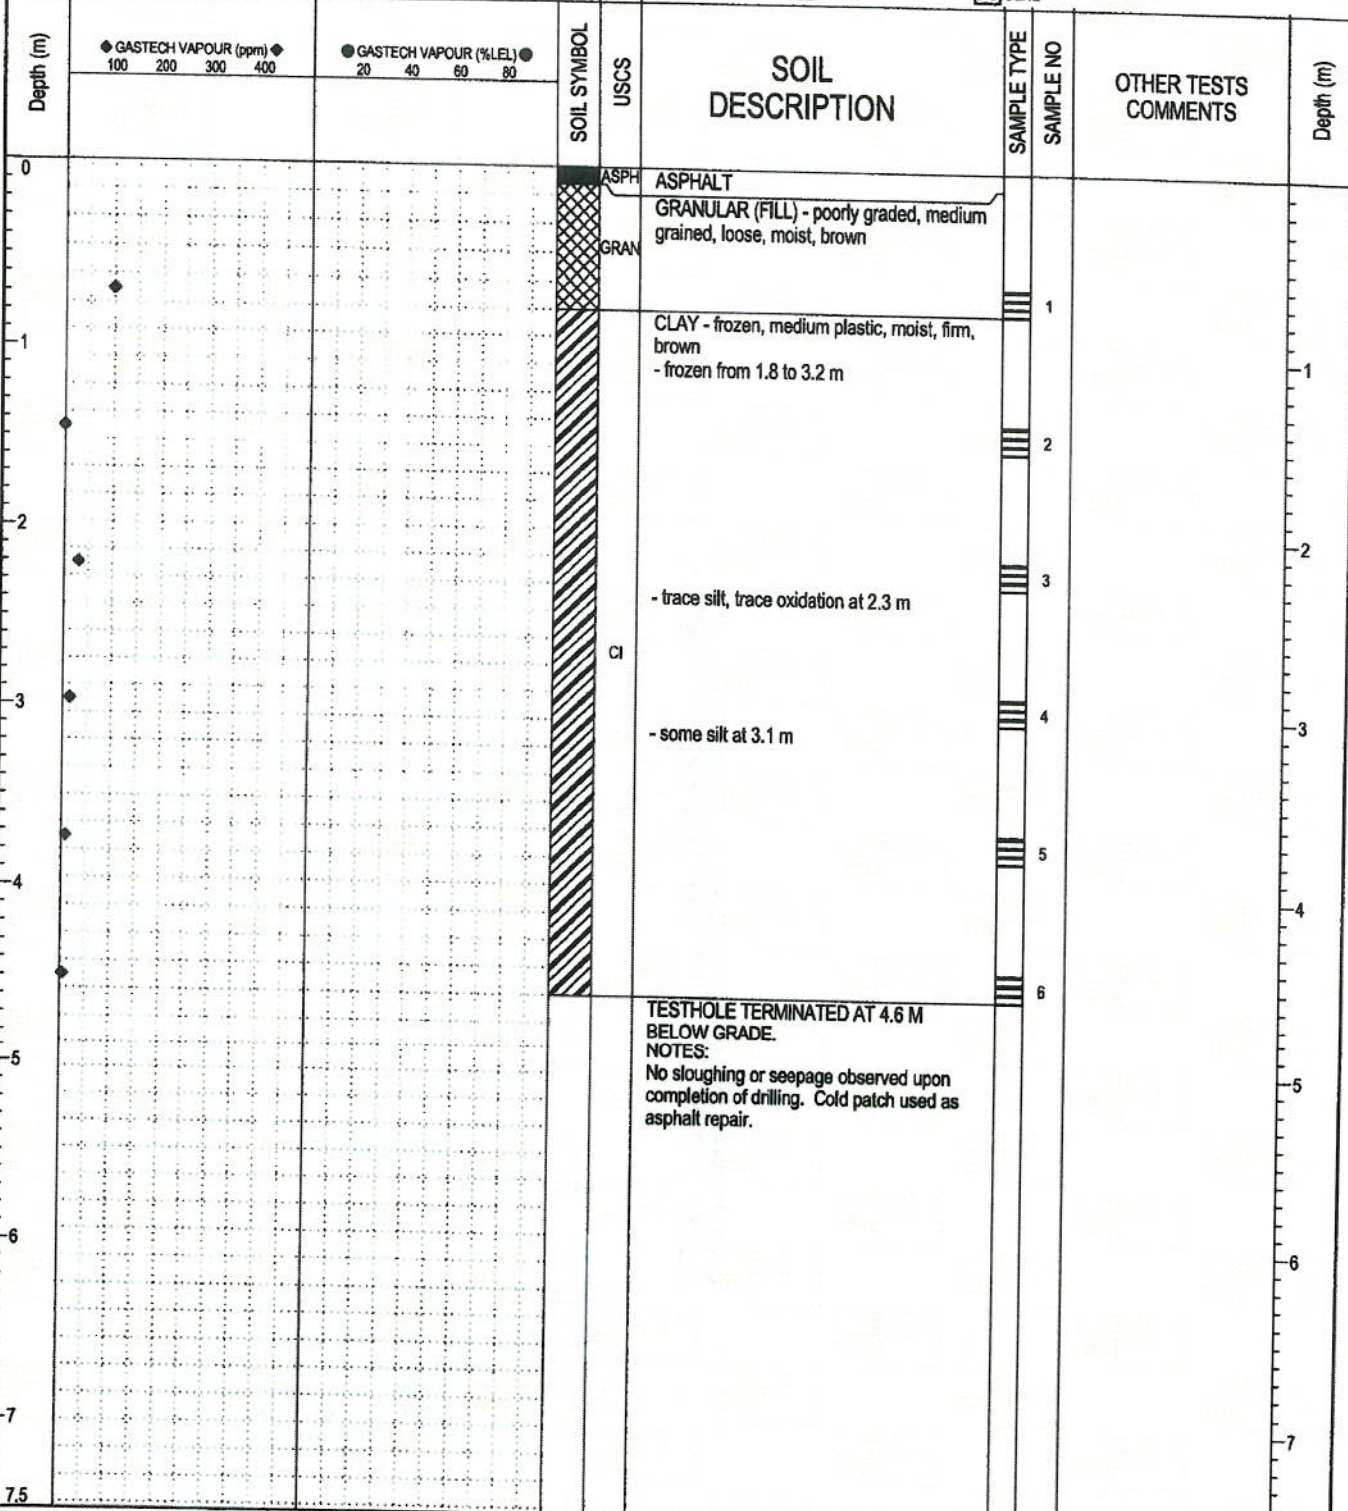 Depth (m)
◆ GASTECH VAPOUR (ppm) ◆
100 200 300 400
● GASTECH VAPOUR (%LEL) ●
20 40 60 80
SOIL SYMBOL
USCS
SOIL
DESCRIPTION
SAMPLE TYPE
SAMPLE NO
OTHER TESTS
COMMENTS
Depth (m)
0
ASPH
ASPHALT
GRANULAR (FILL) - poorly graded, medium
grained, loose, moist, brown
GRAN
1
CLAY - frozen, medium plastic, moist, firm,
brown
- frozen from 1.8 to 3.2 m
1
1
2
2
2
3
- trace silt, trace oxidation at 2.3 m
CI
3
4
3
- some silt at 3.1 m
5
4
4
6
TESTHOLE TERMINATED AT 4.6 M
BELOW GRADE.
NOTES:
No sloughing or seepage observed upon
completion of drilling. Cold patch used as
asphalt repair.
5
5
6
6
7
7
7.5